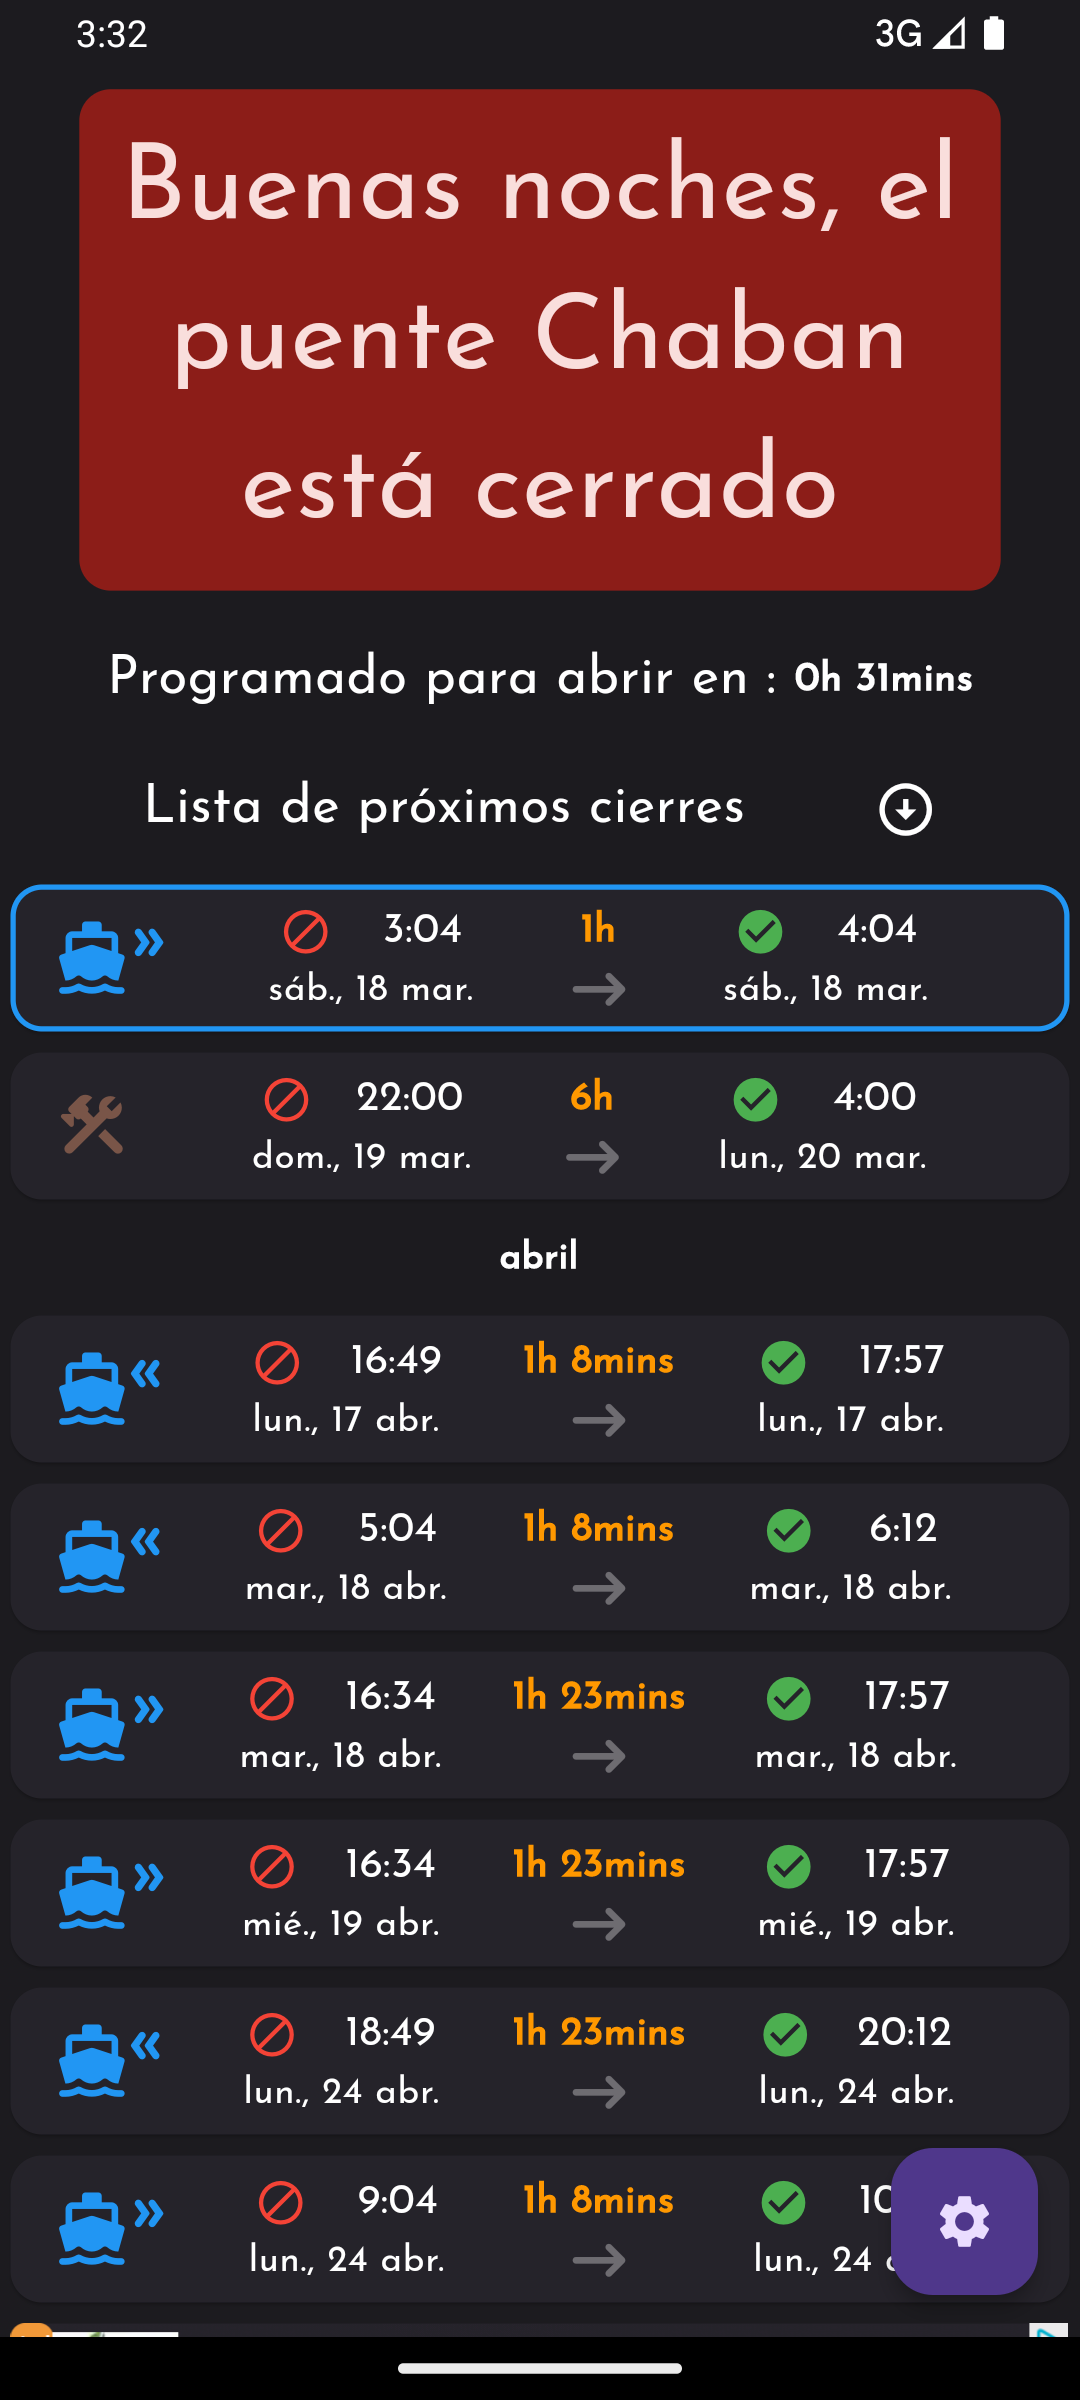 3:32
3G
Buenas noches, el
puente Chaban
está cerrado
Programado para abrir en : 0h 31mins
Lista de próximos cierres
3:04 1h 4:04
sáb., 18 mar. sáb., 18 mar.
22:00 6h 4:00
dom., 19 mar. lun., 20 mar.
abril
16:49 1h 8mins 17:57
lun., 17 abr. lun., 17 abr.
5:04 1h 8mins 6:12
mar., 18 abr. mar., 18 abr.
16:34 1h 23mins 17:57
mar., 18 abr. mar., 18 abr.
16:34 1h 23mins 17:57
mié., 19 abr. mié., 19 abr.
18:49 1h 23mins 20:12
lun., 24 abr. lun., 24 abr.
9:04 1h 8mins
lun., 24 abr. lun., 24